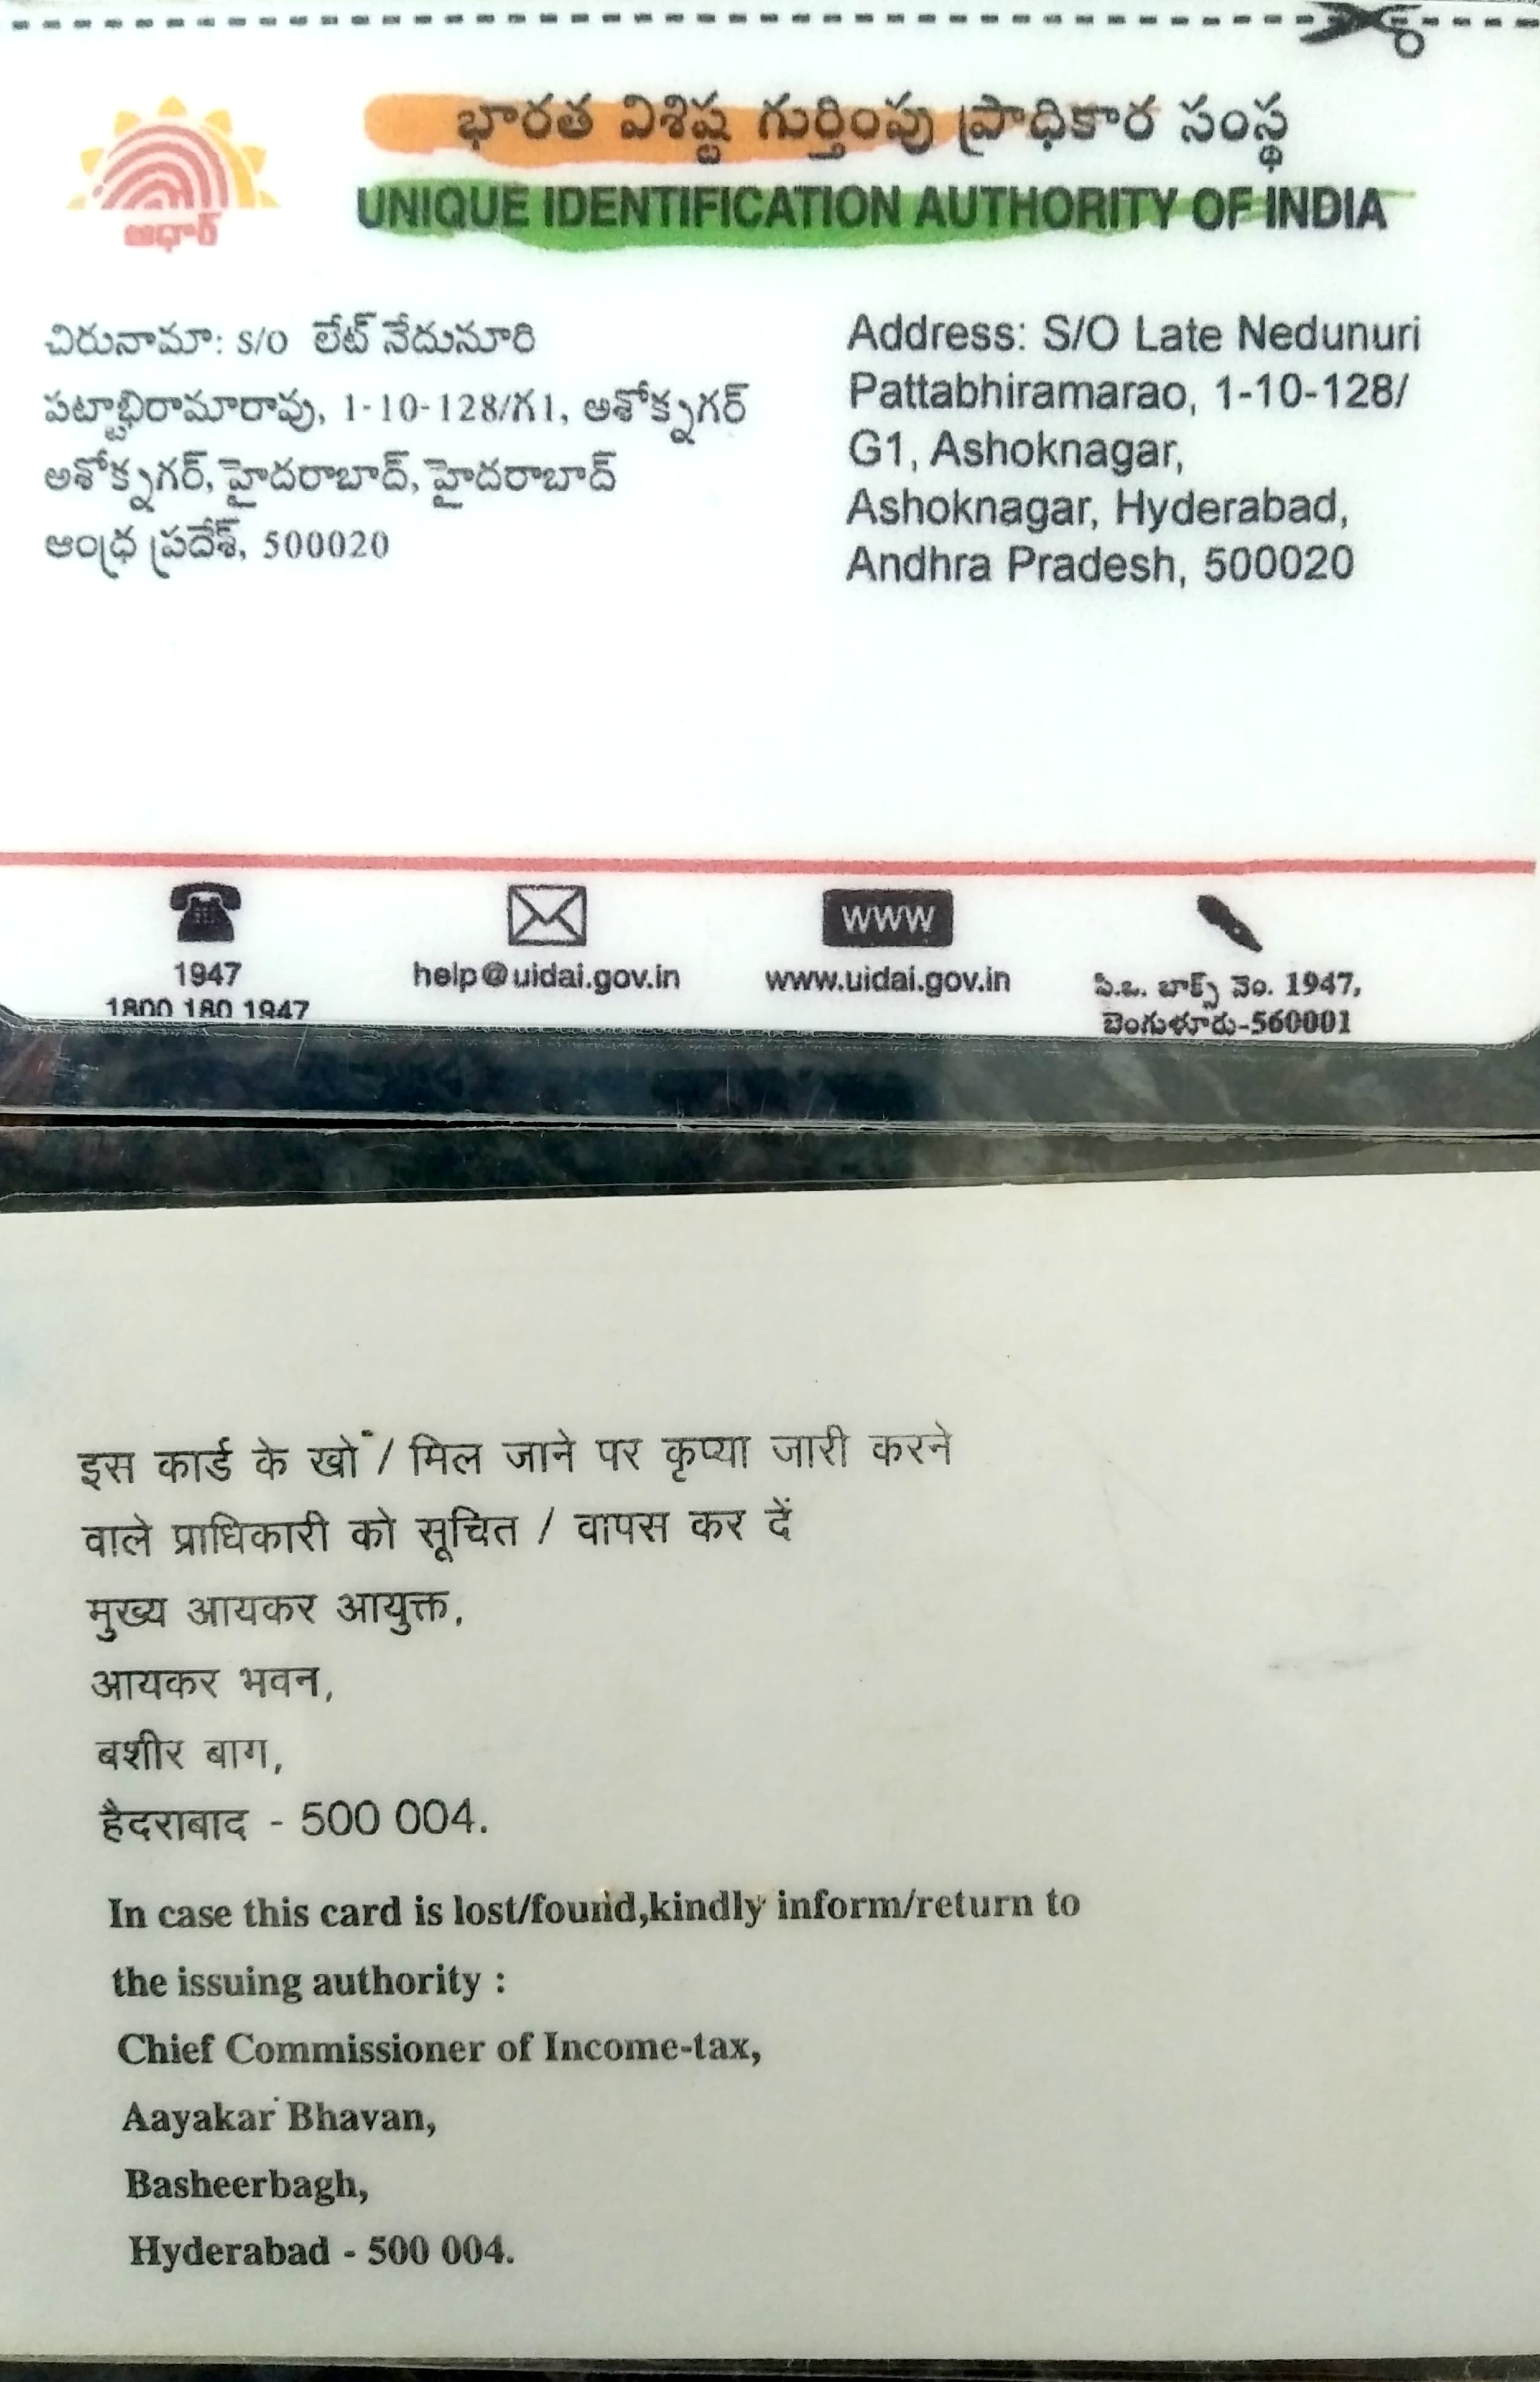 భారత విశిష్ట గుర్తింపు ప్రాధికార సంస్థ
UNIQUE IDENTIFICATION AUTHORITY OF INDIA
ఆధార్
చిరునామా: S/O లేట్ నేదునూరి
పట్టాభిరామారావు, 1-10-128/గ1, అశోక్నగర్
అశోక్నగర్, హైదరాబాద్, హైదరాబాద్
ఆంధ్ర ప్రదేశ్, 500020
Address: S/O Late Nedunuri
Pattabhiramarao, 1-10-128/
G1, Ashoknagar,
Ashoknagar, Hyderabad,
Andhra Pradesh, 500020
1947
1800 180 1947
help@uidai.gov.in
WWW
www.uidai.gov.in
పి.ఒ. బాక్స్ నెం. 1947,
బెంగుళూరు-560001
इस कार्ड के खो / मिल जाने पर कृप्या जारी करने
वाले प्राधिकारी को सूचित / वापस कर दें
मुख्य आयकर आयुक्त,
आयकर भवन,
बशीर बाग,
हैदराबाद - 500 004.
In case this card is lost/found,kindly inform/return to
the issuing authority :
Chief Commissioner of Income-tax,
Aayakar Bhavan,
Basheerbagh,
Hyderabad - 500 004.